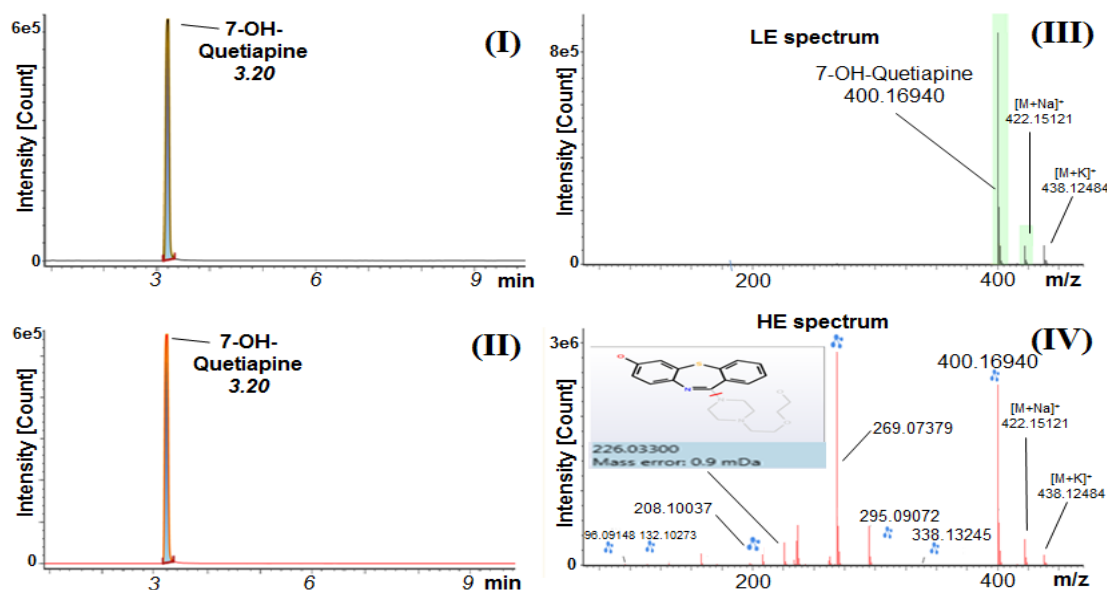 6e5
7-OH-
Quetiapine
3.20
(I)
Intensity [Count]
0
3
6
9
min
LE spectrum
(III)
8e5
7-OH-Quetiapine
400.16940
[M+Na]+
422.15121
[M+K]+
438.12484
Intensity [Count]
0
200
400
m/z
6e5
7-OH-
Quetiapine
3.20
(II)
Intensity [Count]
0
3
6
9
min
HE spectrum
(IV)
3e6
400.16940
[M+Na]+
422.15121
269.07379
226.03300
Mass error: 0.9 mDa
[M+K]+
438.12484
208.10037
295.09072
96.09148 132.10273
338.13245
Intensity [Count]
0
200
400
m/z